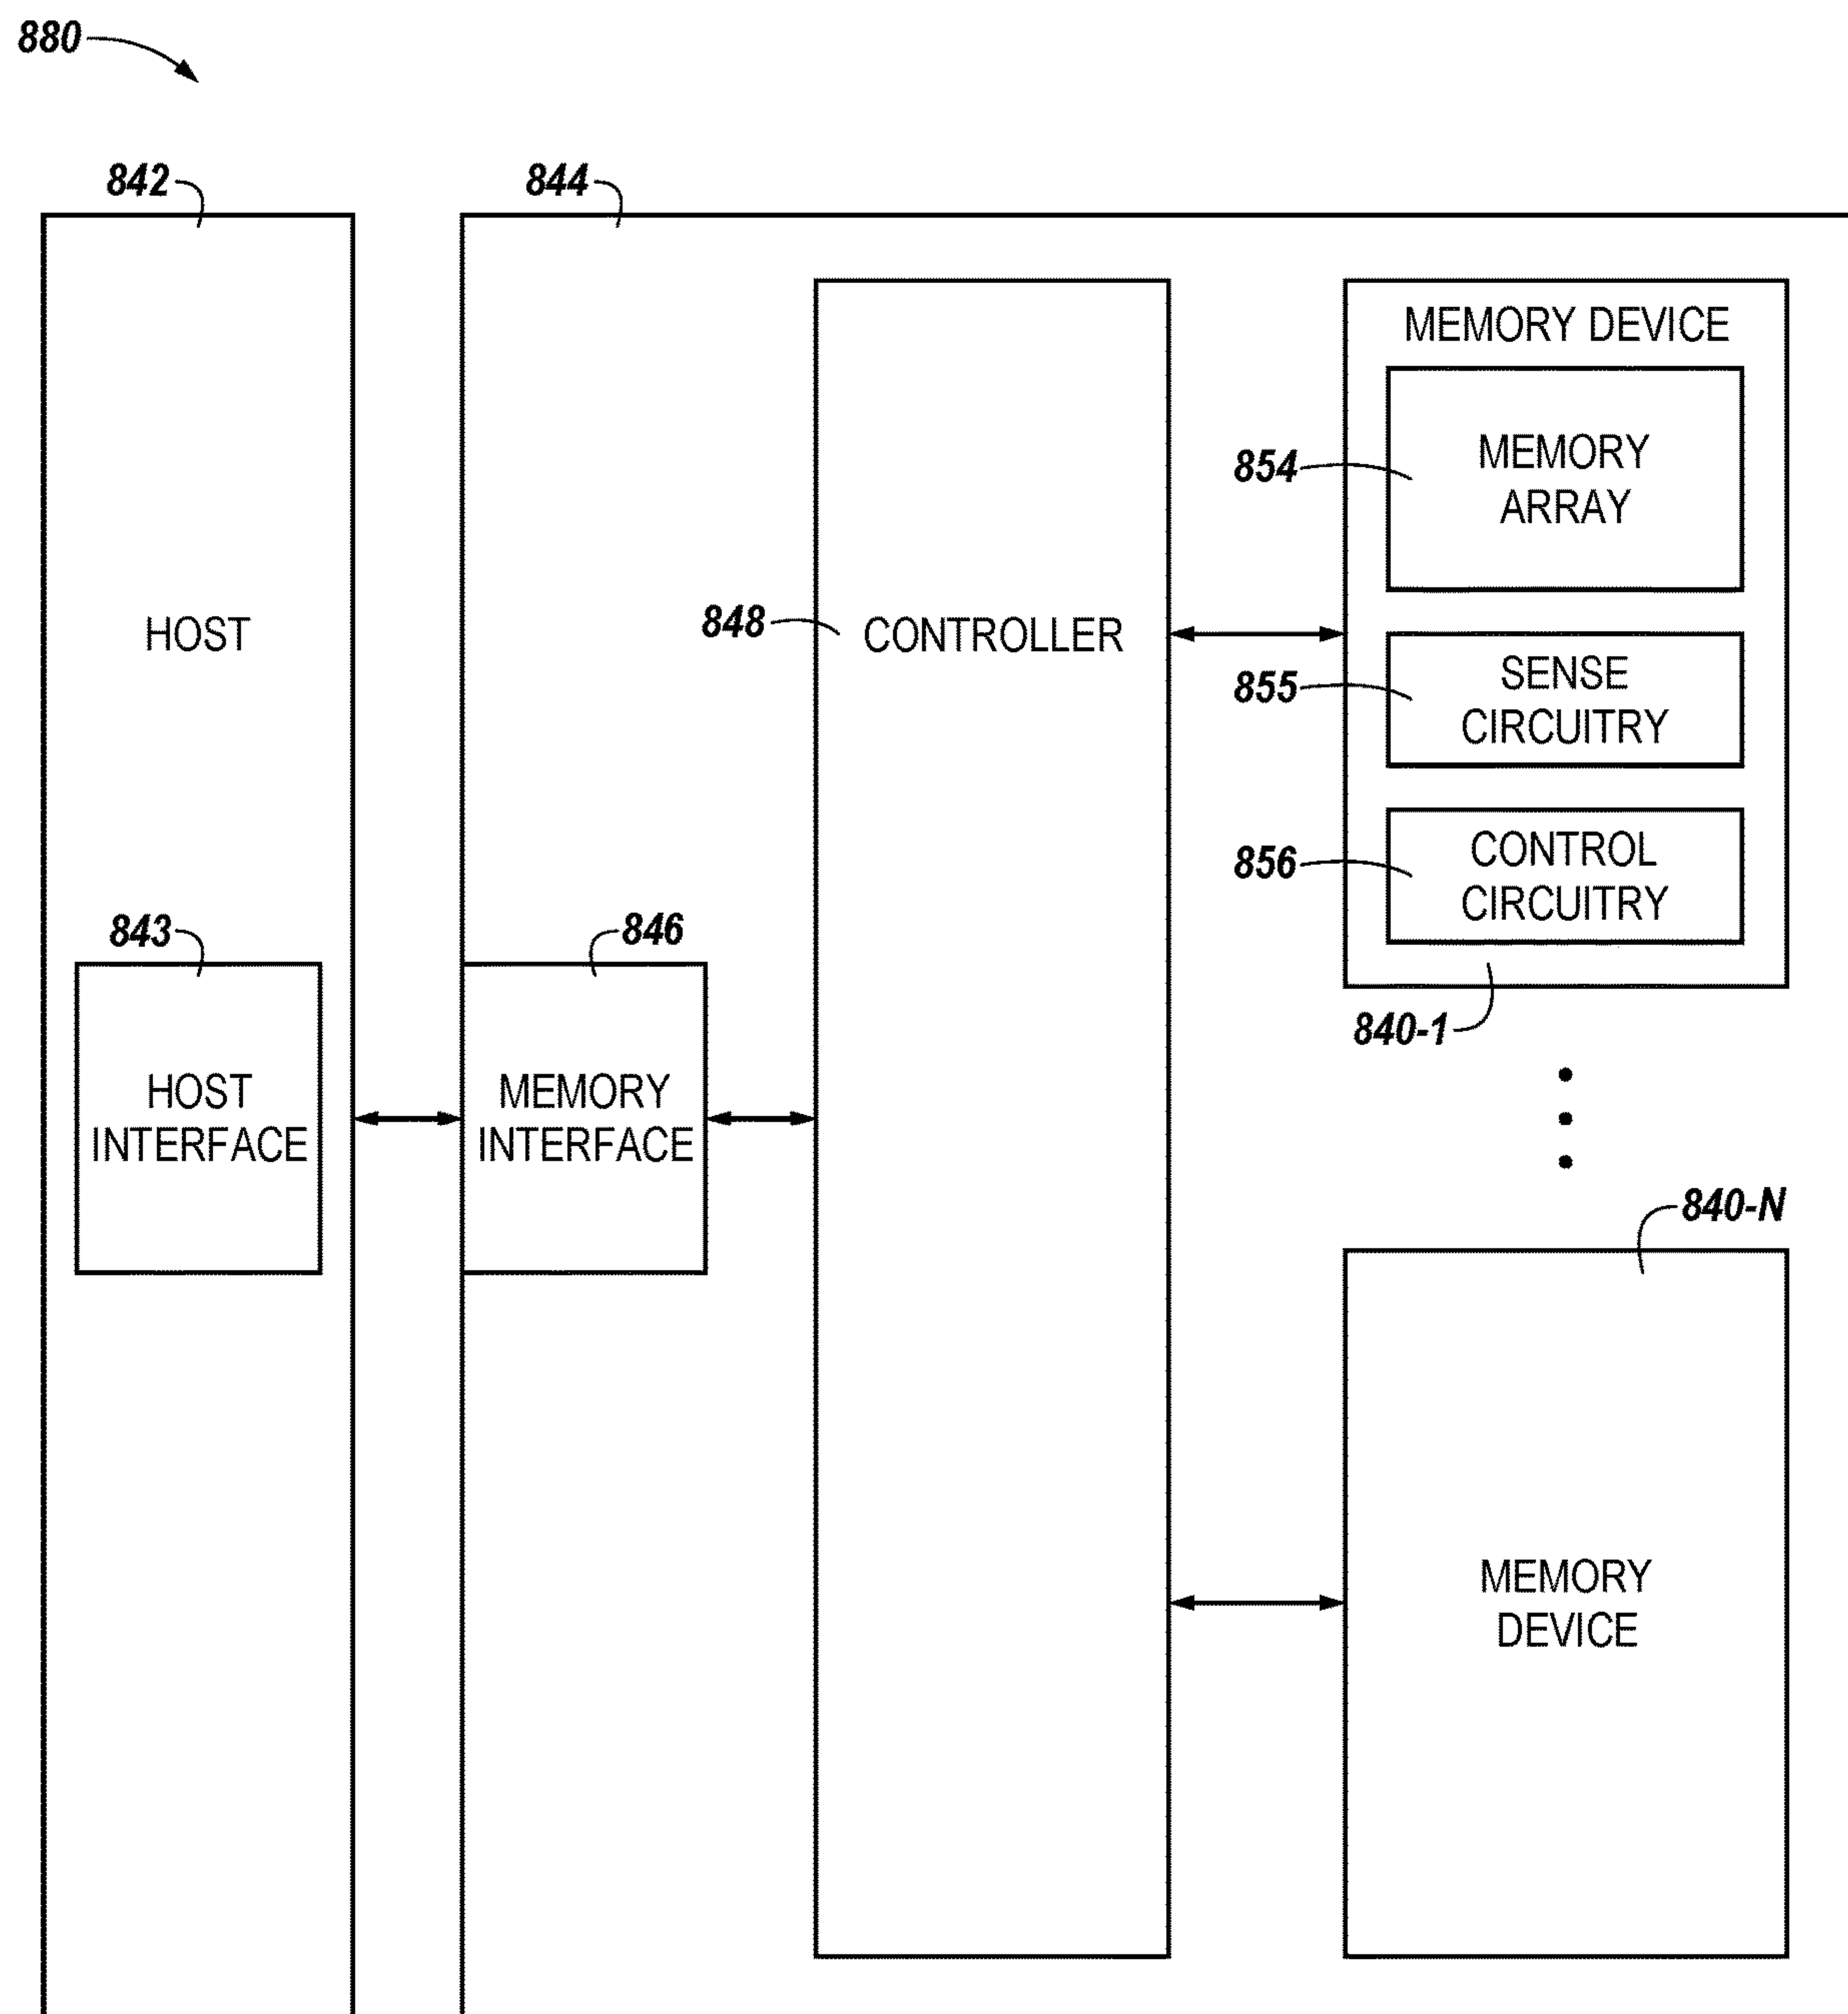 880
842
844
MEMORY DEVICE
854
MEMORY
ARRAY
HOST
848
CONTROLLER
855
SENSE
CIRCUITRY
856
CONTROL
CIRCUITRY
843
846
840-1
HOST
INTERFACE
MEMORY
INTERFACE
840-N
MEMORY
DEVICE